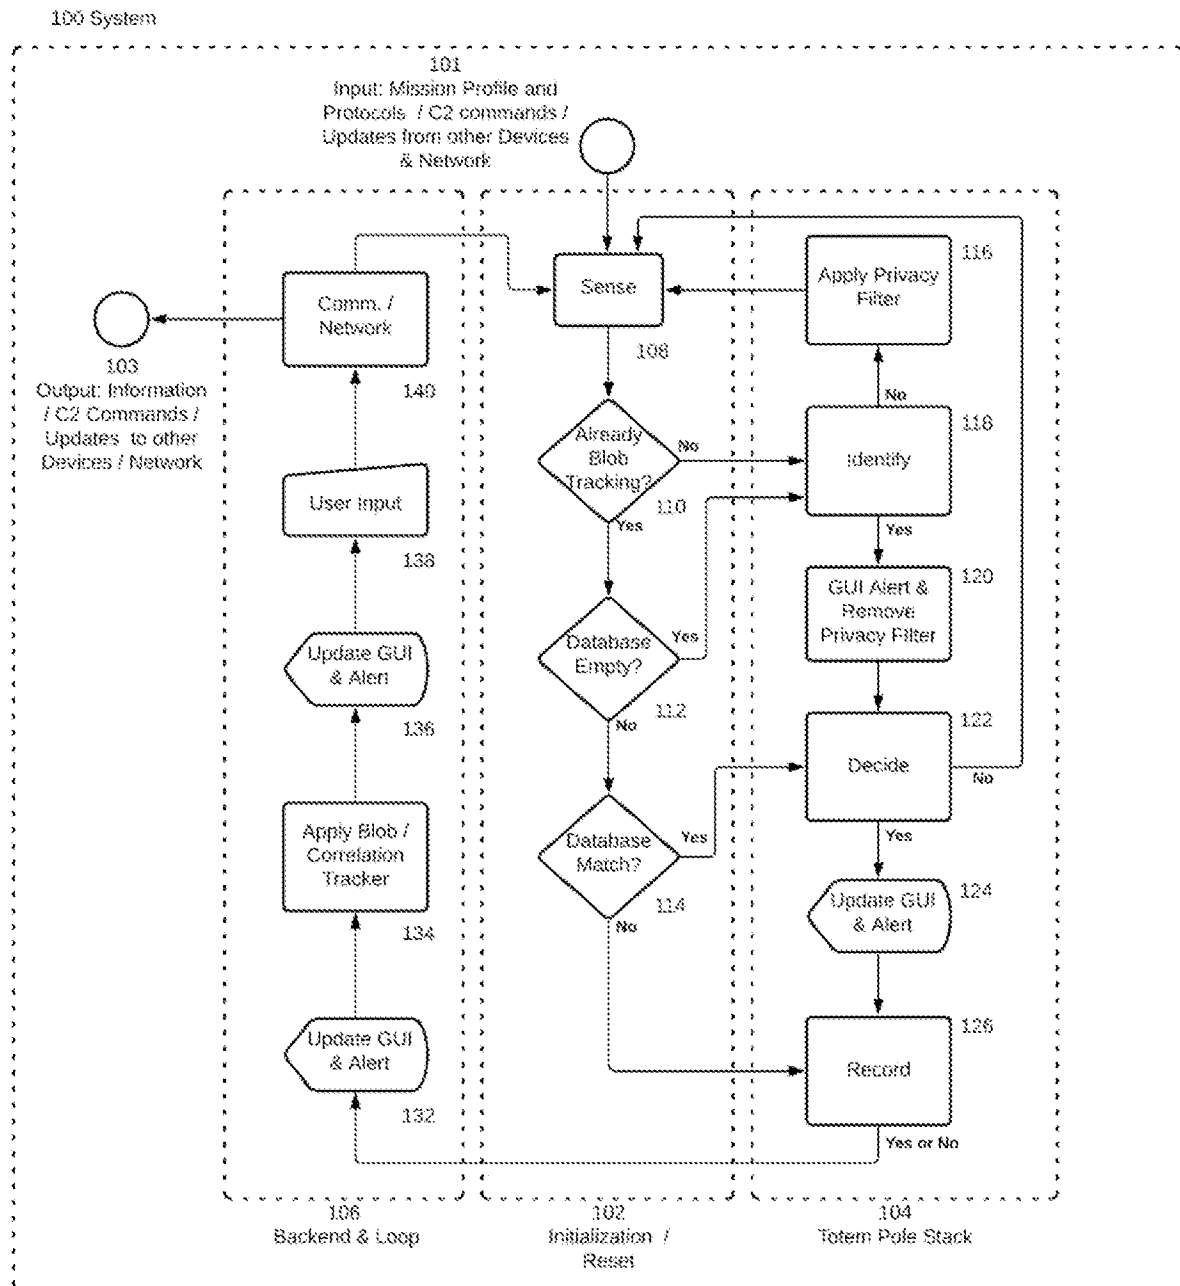 100 System
101
Input: Mission Profile and
Protocols / C2 commands /
Updates from other Devices
& Network
Comm. /
Network
140
103
Output: Information
/ C2 Commands /
Updates to other
Devices / Network
User Input
138
Update GUI
& Alert
136
Apply Blob /
Correlation
Tracker
134
Update GUI
& Alert
132
106
Backend & Loop
Sense
108
Already
Blob
Tracking?
No
110
Yes
Database
Empty?
Yes
112
No
Database
Match?
Yes
114
No
102
Initialization /
Reset
116
Apply Privacy
Filter
No
118
Identify
Yes
120
GUI Alert &
Remove
Privacy Filter
122
Decide
No
Yes
124
Update GUI
& Alert
126
Record
Yes or No
104
Totem Pole Stack